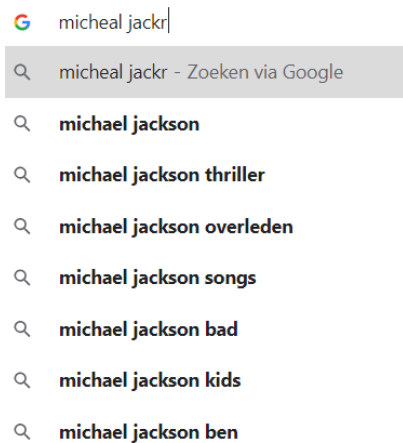 micheal jackr
micheal jackr - Zoeken via Google
michael jackson
michael jackson thriller
michael jackson overleden
michael jackson songs
michael jackson bad
michael jackson kids
michael jackson ben